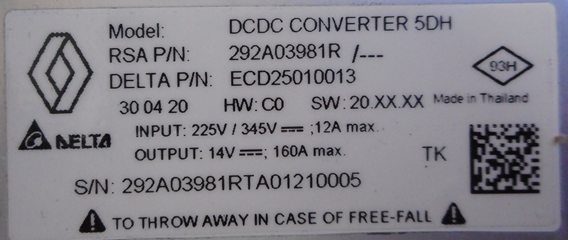 Model: DCDC CONVERTER 5DH
RSA P/N: 292A03981R /---
DELTA P/N: ECD25010013
93H
30 04 20 HW: C0 SW: 20.XX.XX Made in Thailand
DELTA
INPUT: 225V / 345V ⎓ ;12A max.
OUTPUT: 14V ⎓ ; 160A max.
TK
S/N: 292A03981RTA01210005
TO THROW AWAY IN CASE OF FREE-FALL